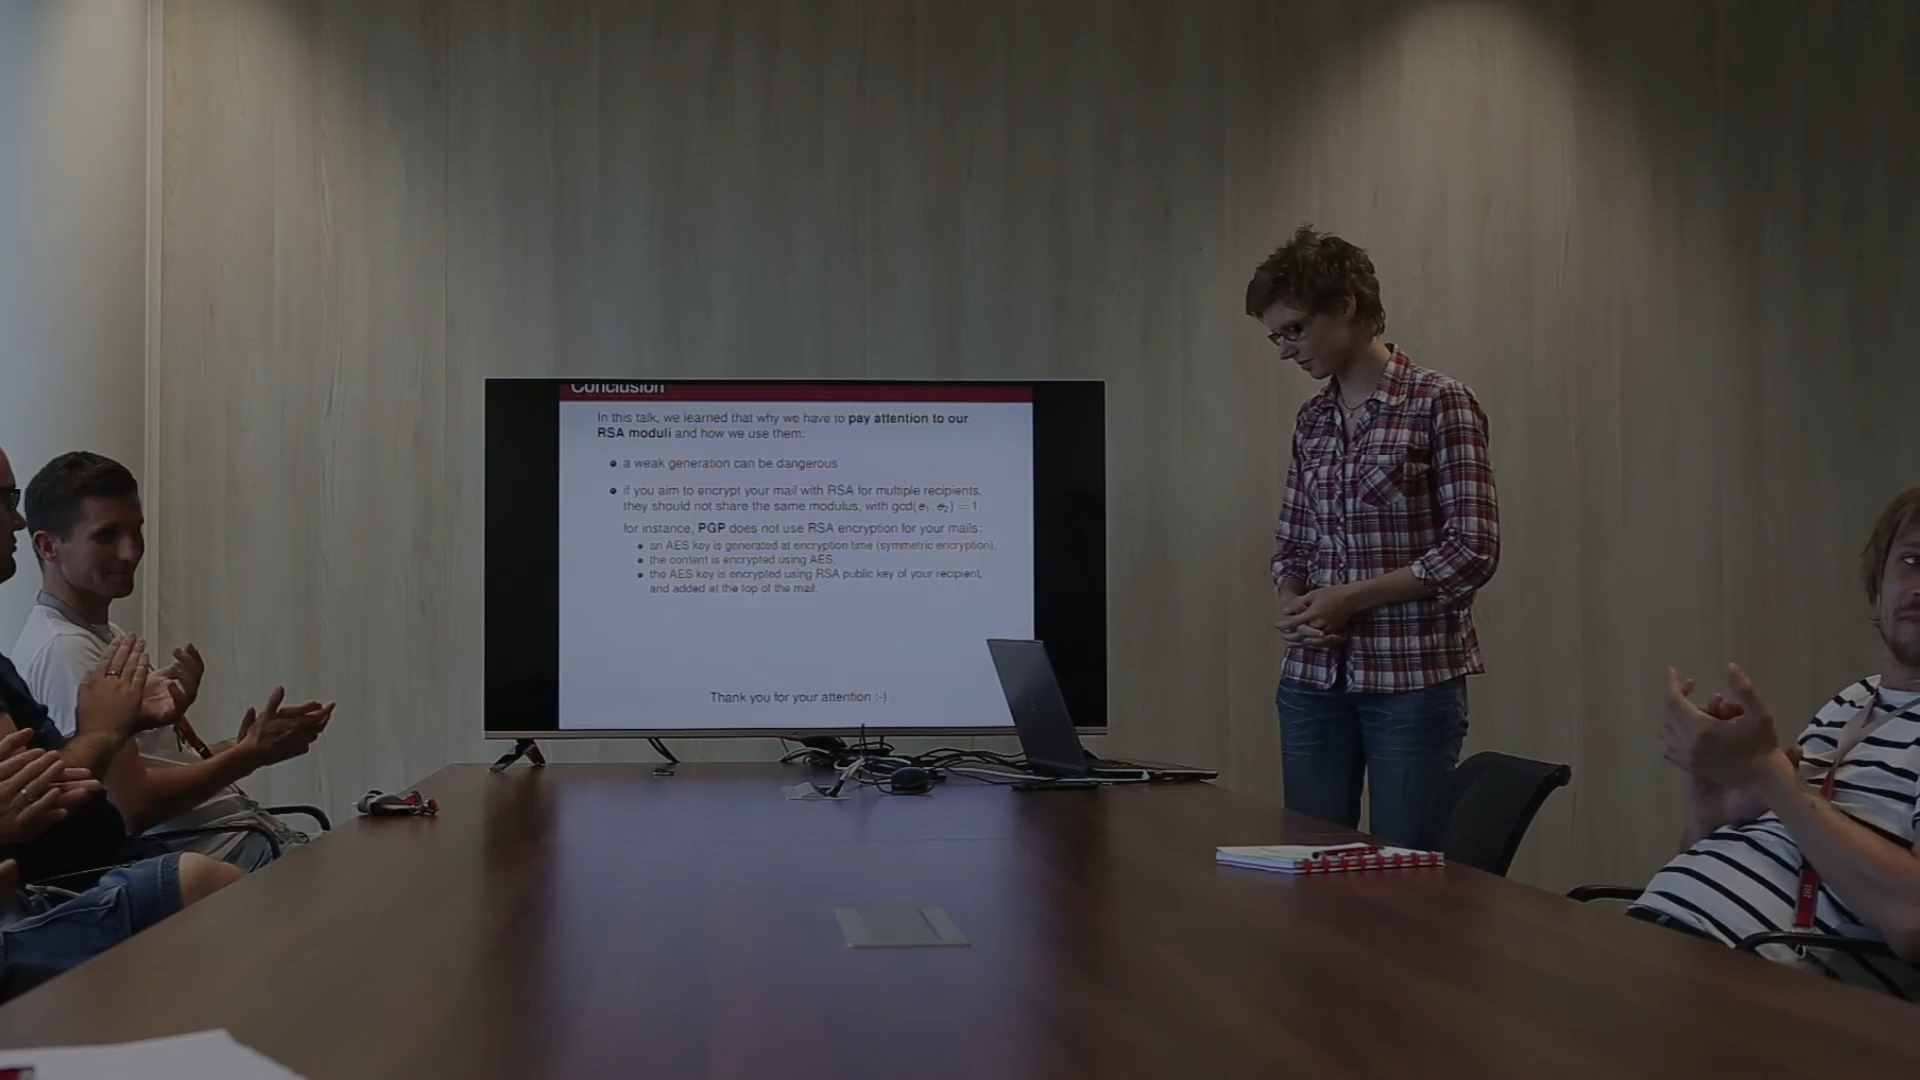 Conclusion
In this talk, we learned that why we have to pay attention to our
RSA moduli and how we use them:
• a weak generation can be dangerous
• if you aim to encrypt your mail with RSA for multiple recipients,
they should not share the same modulus, with gcd(e₁, e₂) = 1.
for instance, PGP does not use RSA encryption for your mails:
• an AES key is generated at encryption time (symmetric encryption),
• the content is encrypted using AES,
• the AES key is encrypted using RSA public key of your recipient,
and added at the top of the mail.
Thank you for your attention :-)